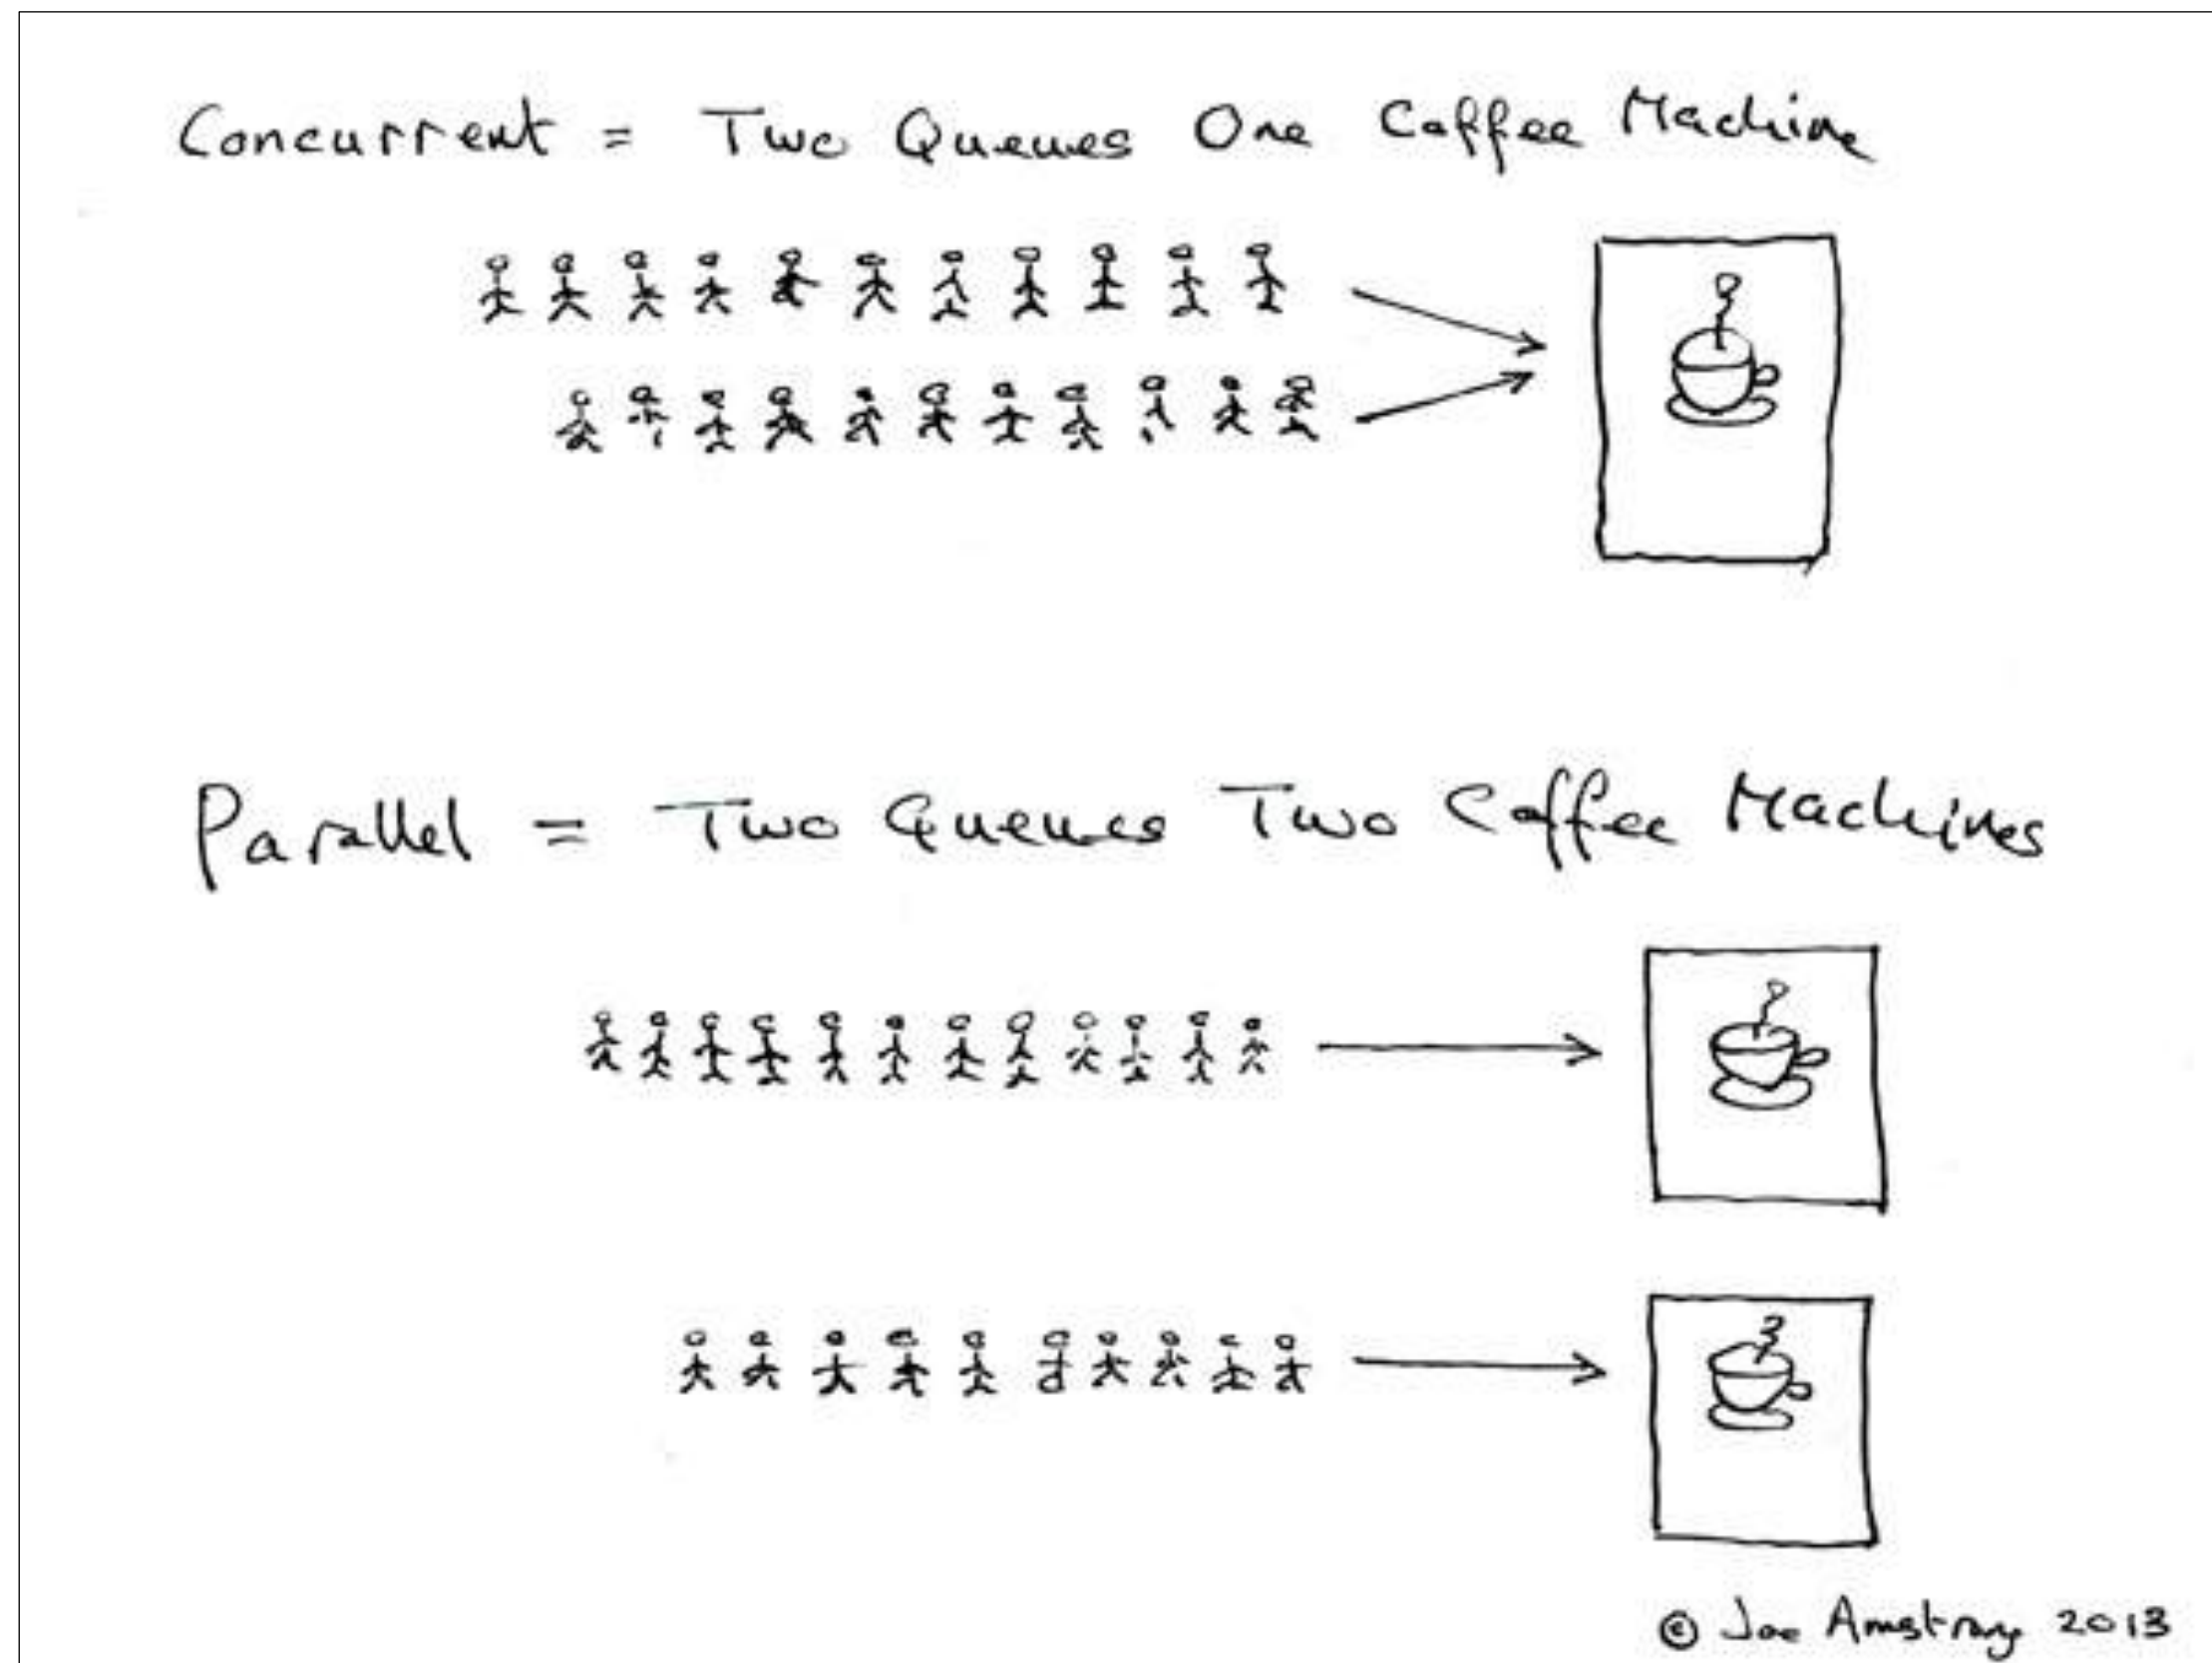 Concurrent = Two Queues One Coffee Machine
Parallel = Two Queues Two Coffee Machines
© Joe Armstrong 2013